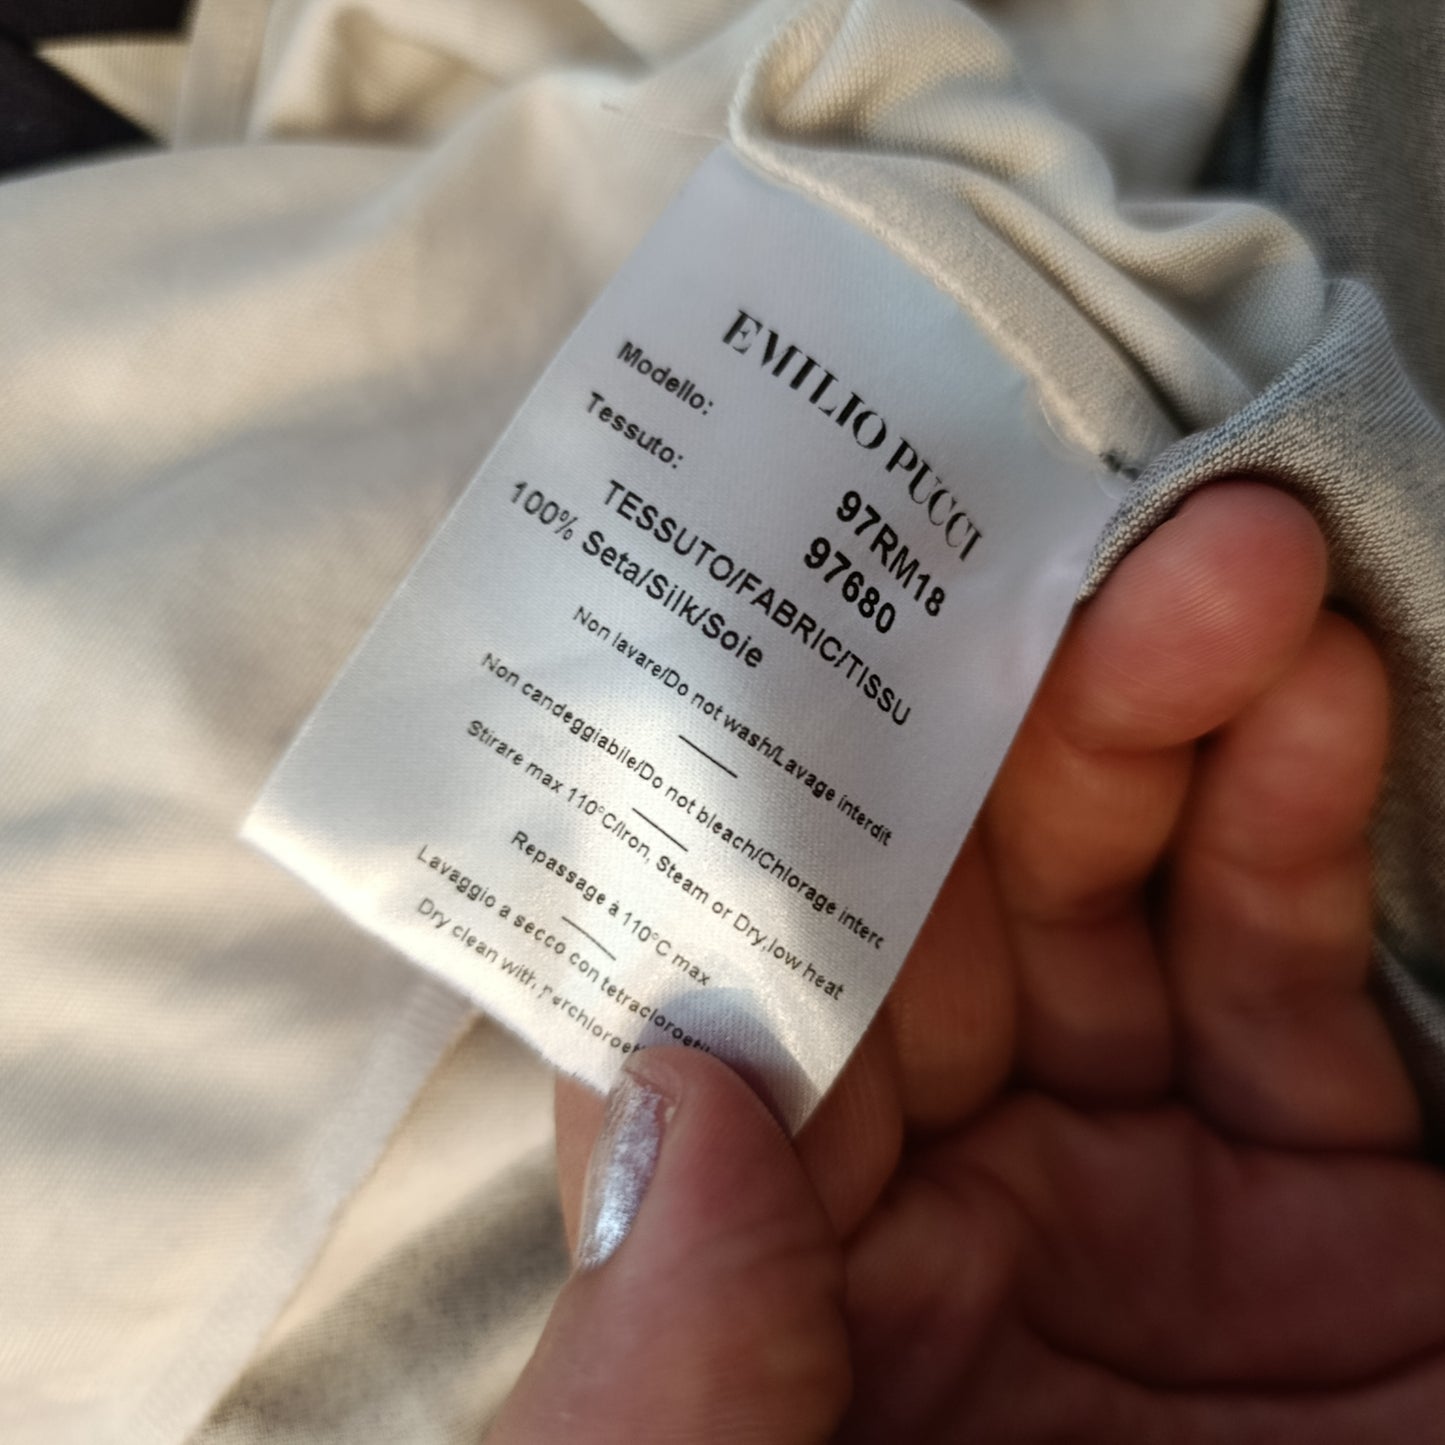 EMILIO PUCCI
Modello: 97RM18
Tessuto: 97680
TESSUTO/FABRIC/TISSU
100% Seta/Silk/Soie
Non lavare/Do not wash/Lavage interdit
Non candeggiabile/Do not bleach/Chlorage interc
Stirare max 110°C/Iron, Steam or Dry,low heat
Repassage à 110°C max
Lavaggio a secco con
Dry clean with